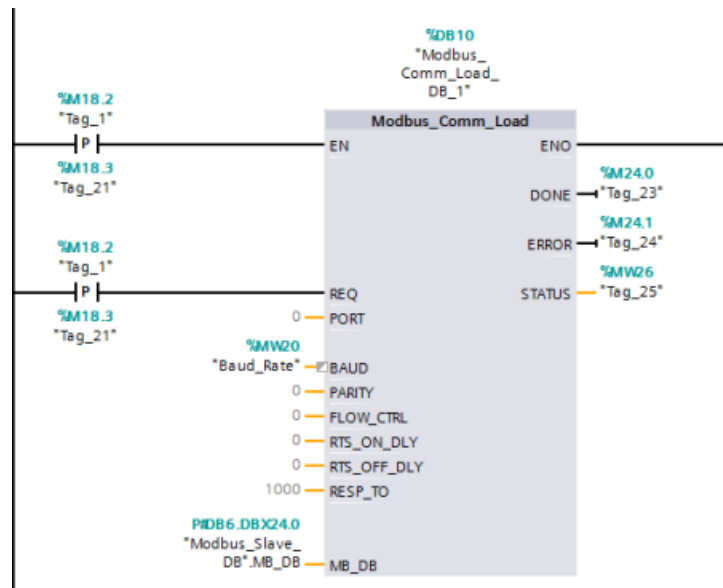 %DB10
"Modbus_
Comm_Load_
DB_1"
Modbus_Comm_Load
%M18.2
"Tag_1"
P
%M18.3
"Tag_21"
EN
ENO
DONE
%M24.0
"Tag_23"
ERROR
%M24.1
"Tag_24"
%M18.2
"Tag_1"
P
%M18.3
"Tag_21"
REQ
STATUS
%MW26
"Tag_25"
0
PORT
%MW20
"Baud_Rate"
BAUD
0
PARITY
0
FLOW_CTRL
0
RTS_ON_DLY
0
RTS_OFF_DLY
1000
RESP_TO
P#DB6.DBX24.0
"Modbus_Slave_
DB".MB_DB
MB_DB